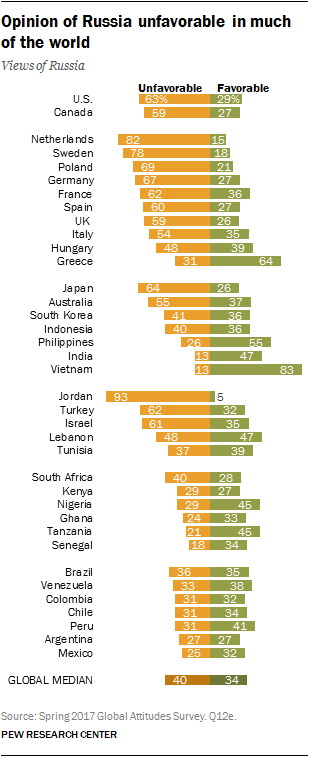 Opinion of Russia unfavorable in much
of the world
Views of Russia
Unfavorable Favorable
U.S. 63% 29%
Canada 59 27
Netherlands 82 15
Sweden 78 18
Poland 69 21
Germany 67 27
France 62 36
Spain 60 27
UK 59 26
Italy 54 35
Hungary 48 39
Greece 31 64
Japan 64 26
Australia 55 37
South Korea 41 36
Indonesia 40 36
Philippines 26 55
India 13 47
Vietnam 13 83
Jordan 93 5
Turkey 62 32
Israel 61 35
Lebanon 48 47
Tunisia 37 39
South Africa 40 28
Kenya 29 27
Nigeria 29 45
Ghana 24 33
Tanzania 21 45
Senegal 18 34
Brazil 36 35
Venezuela 33 38
Colombia 31 32
Chile 31 34
Peru 31 41
Argentina 27 27
Mexico 25 32
GLOBAL MEDIAN 40 34
Source: Spring 2017 Global Attitudes Survey. Q12e.
PEW RESEARCH CENTER